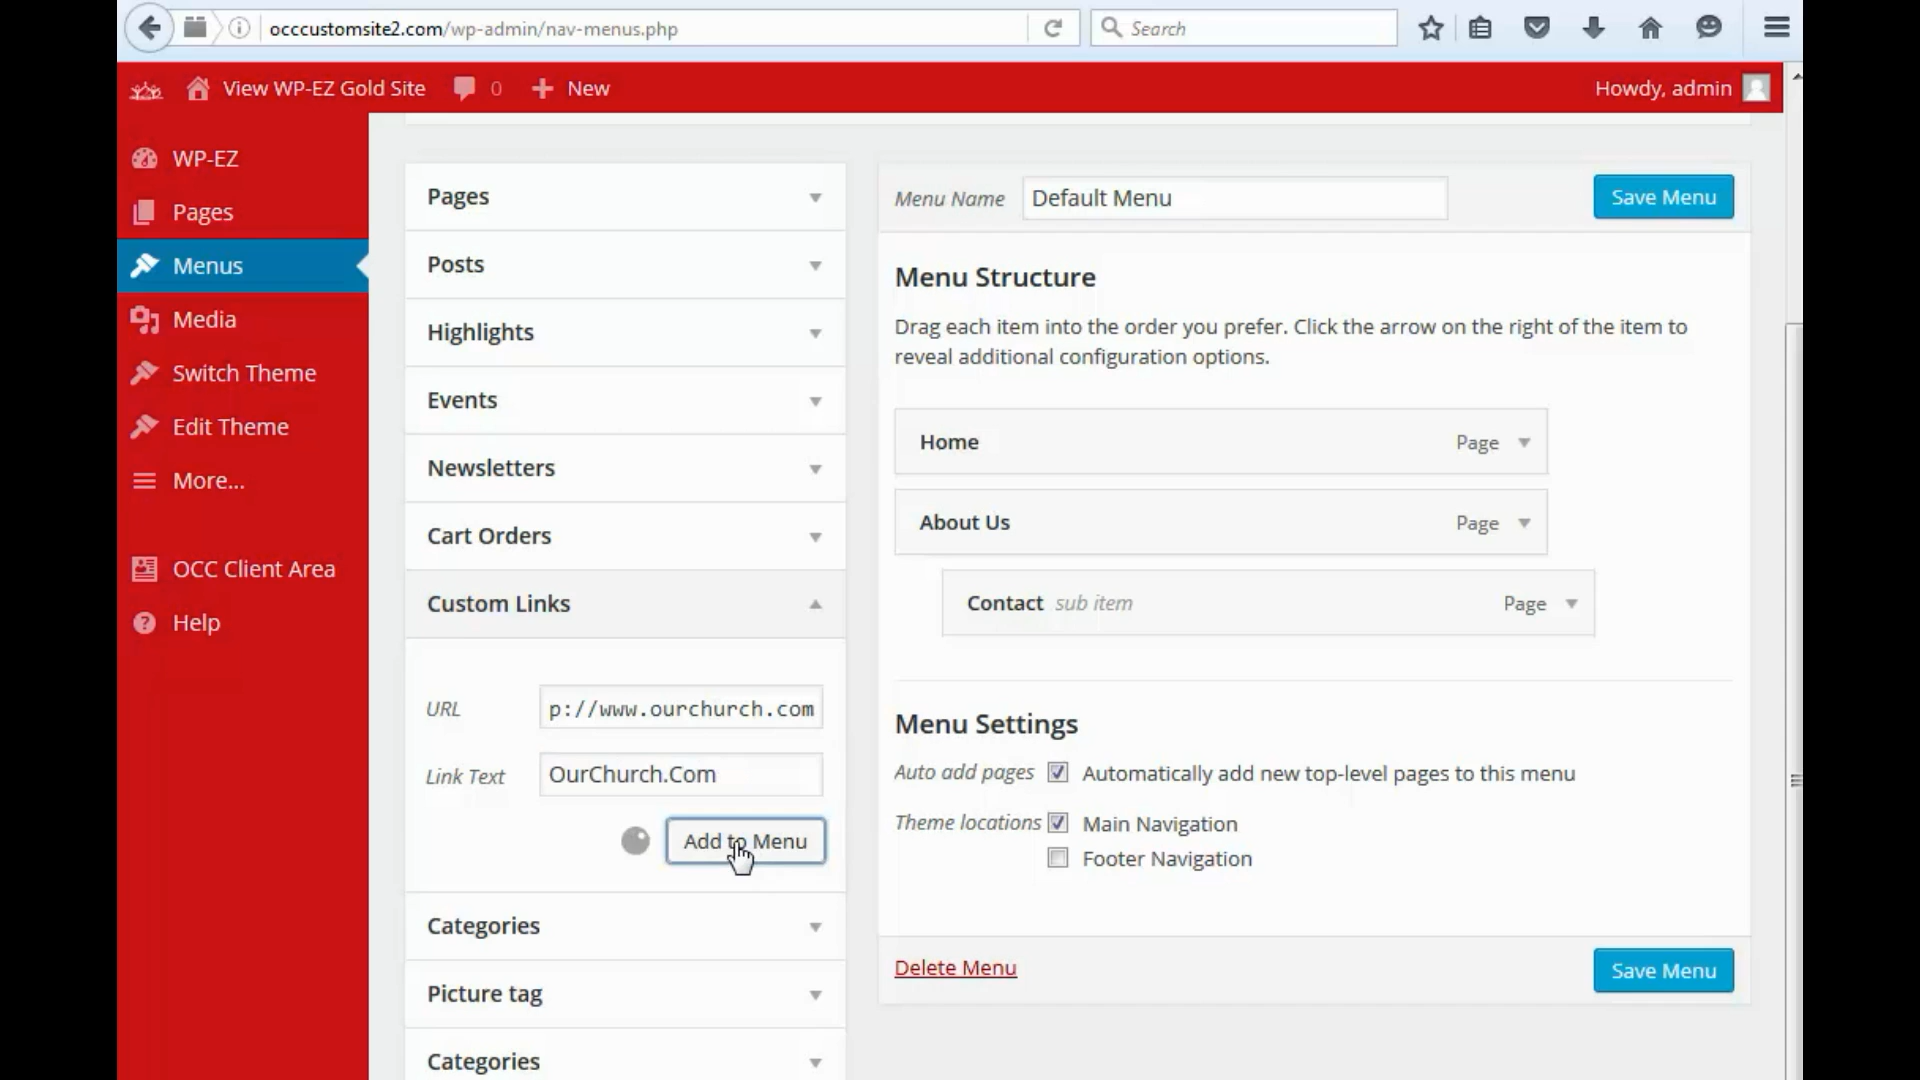 occcustomsite2.com/wp-admin/nav-menus.php
Search
View WP-EZ Gold Site
0
New
Howdy, admin
WP-EZ
Pages
Menus
Media
Switch Theme
Edit Theme
More...
OCC Client Area
Help
Pages
Posts
Highlights
Events
Newsletters
Cart Orders
Custom Links
URL p://www.ourchurch.com
Link Text OurChurch.Com
Add to Menu
Categories
Picture tag
Categories
Menu Name Default Menu Save Menu
Menu Structure
Drag each item into the order you prefer. Click the arrow on the right of the item to
reveal additional configuration options.
Home Page
About Us Page
Contact sub item Page
Menu Settings
Auto add pages Automatically add new top-level pages to this menu
Theme locations Main Navigation
Footer Navigation
Delete Menu Save Menu